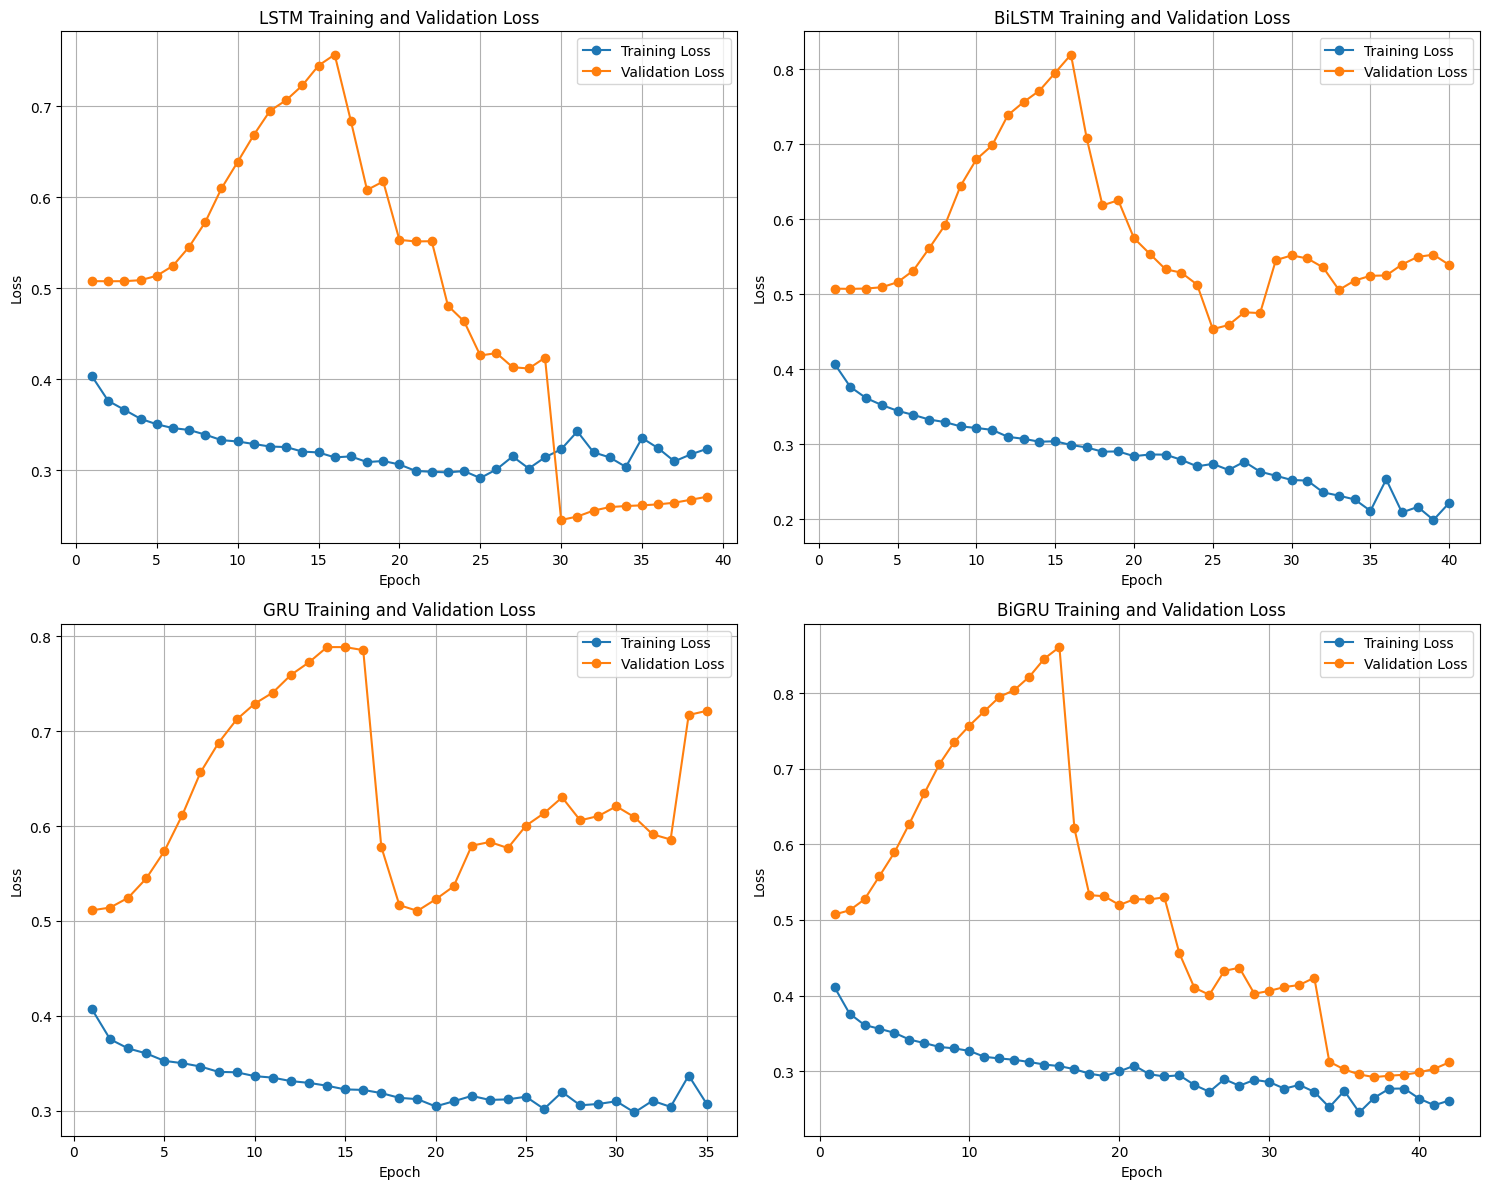 LSTM Training and Validation Loss
Training Loss
Validation Loss
Loss
0.7
0.6
0.5
0.4
0.3
0 5 10 15 20 25 30 35 40
Epoch
BiLSTM Training and Validation Loss
Training Loss
Validation Loss
Loss
0.8
0.7
0.6
0.5
0.4
0.3
0.2
0 5 10 15 20 25 30 35 40
Epoch
GRU Training and Validation Loss
Training Loss
Validation Loss
Loss
0.8
0.7
0.6
0.5
0.4
0.3
0 5 10 15 20 25 30 35
Epoch
BiGRU Training and Validation Loss
Training Loss
Validation Loss
Loss
0.8
0.7
0.6
0.5
0.4
0.3
0 10 20 30 40
Epoch